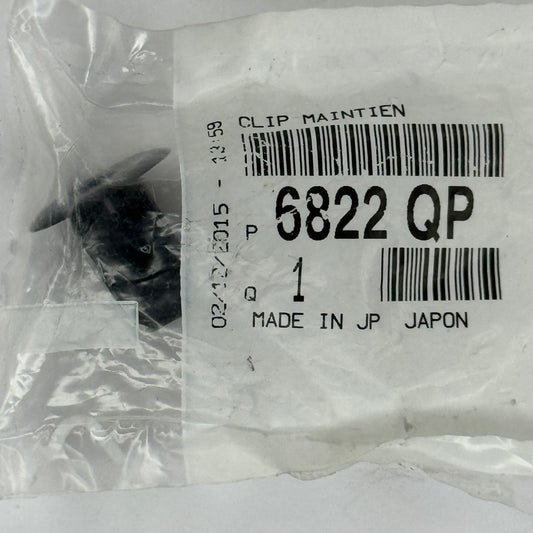 CLIP MAINTIEN
P 6822 QP
Q 1
MADE IN JP JAPON
02/12/2015 - 13:59